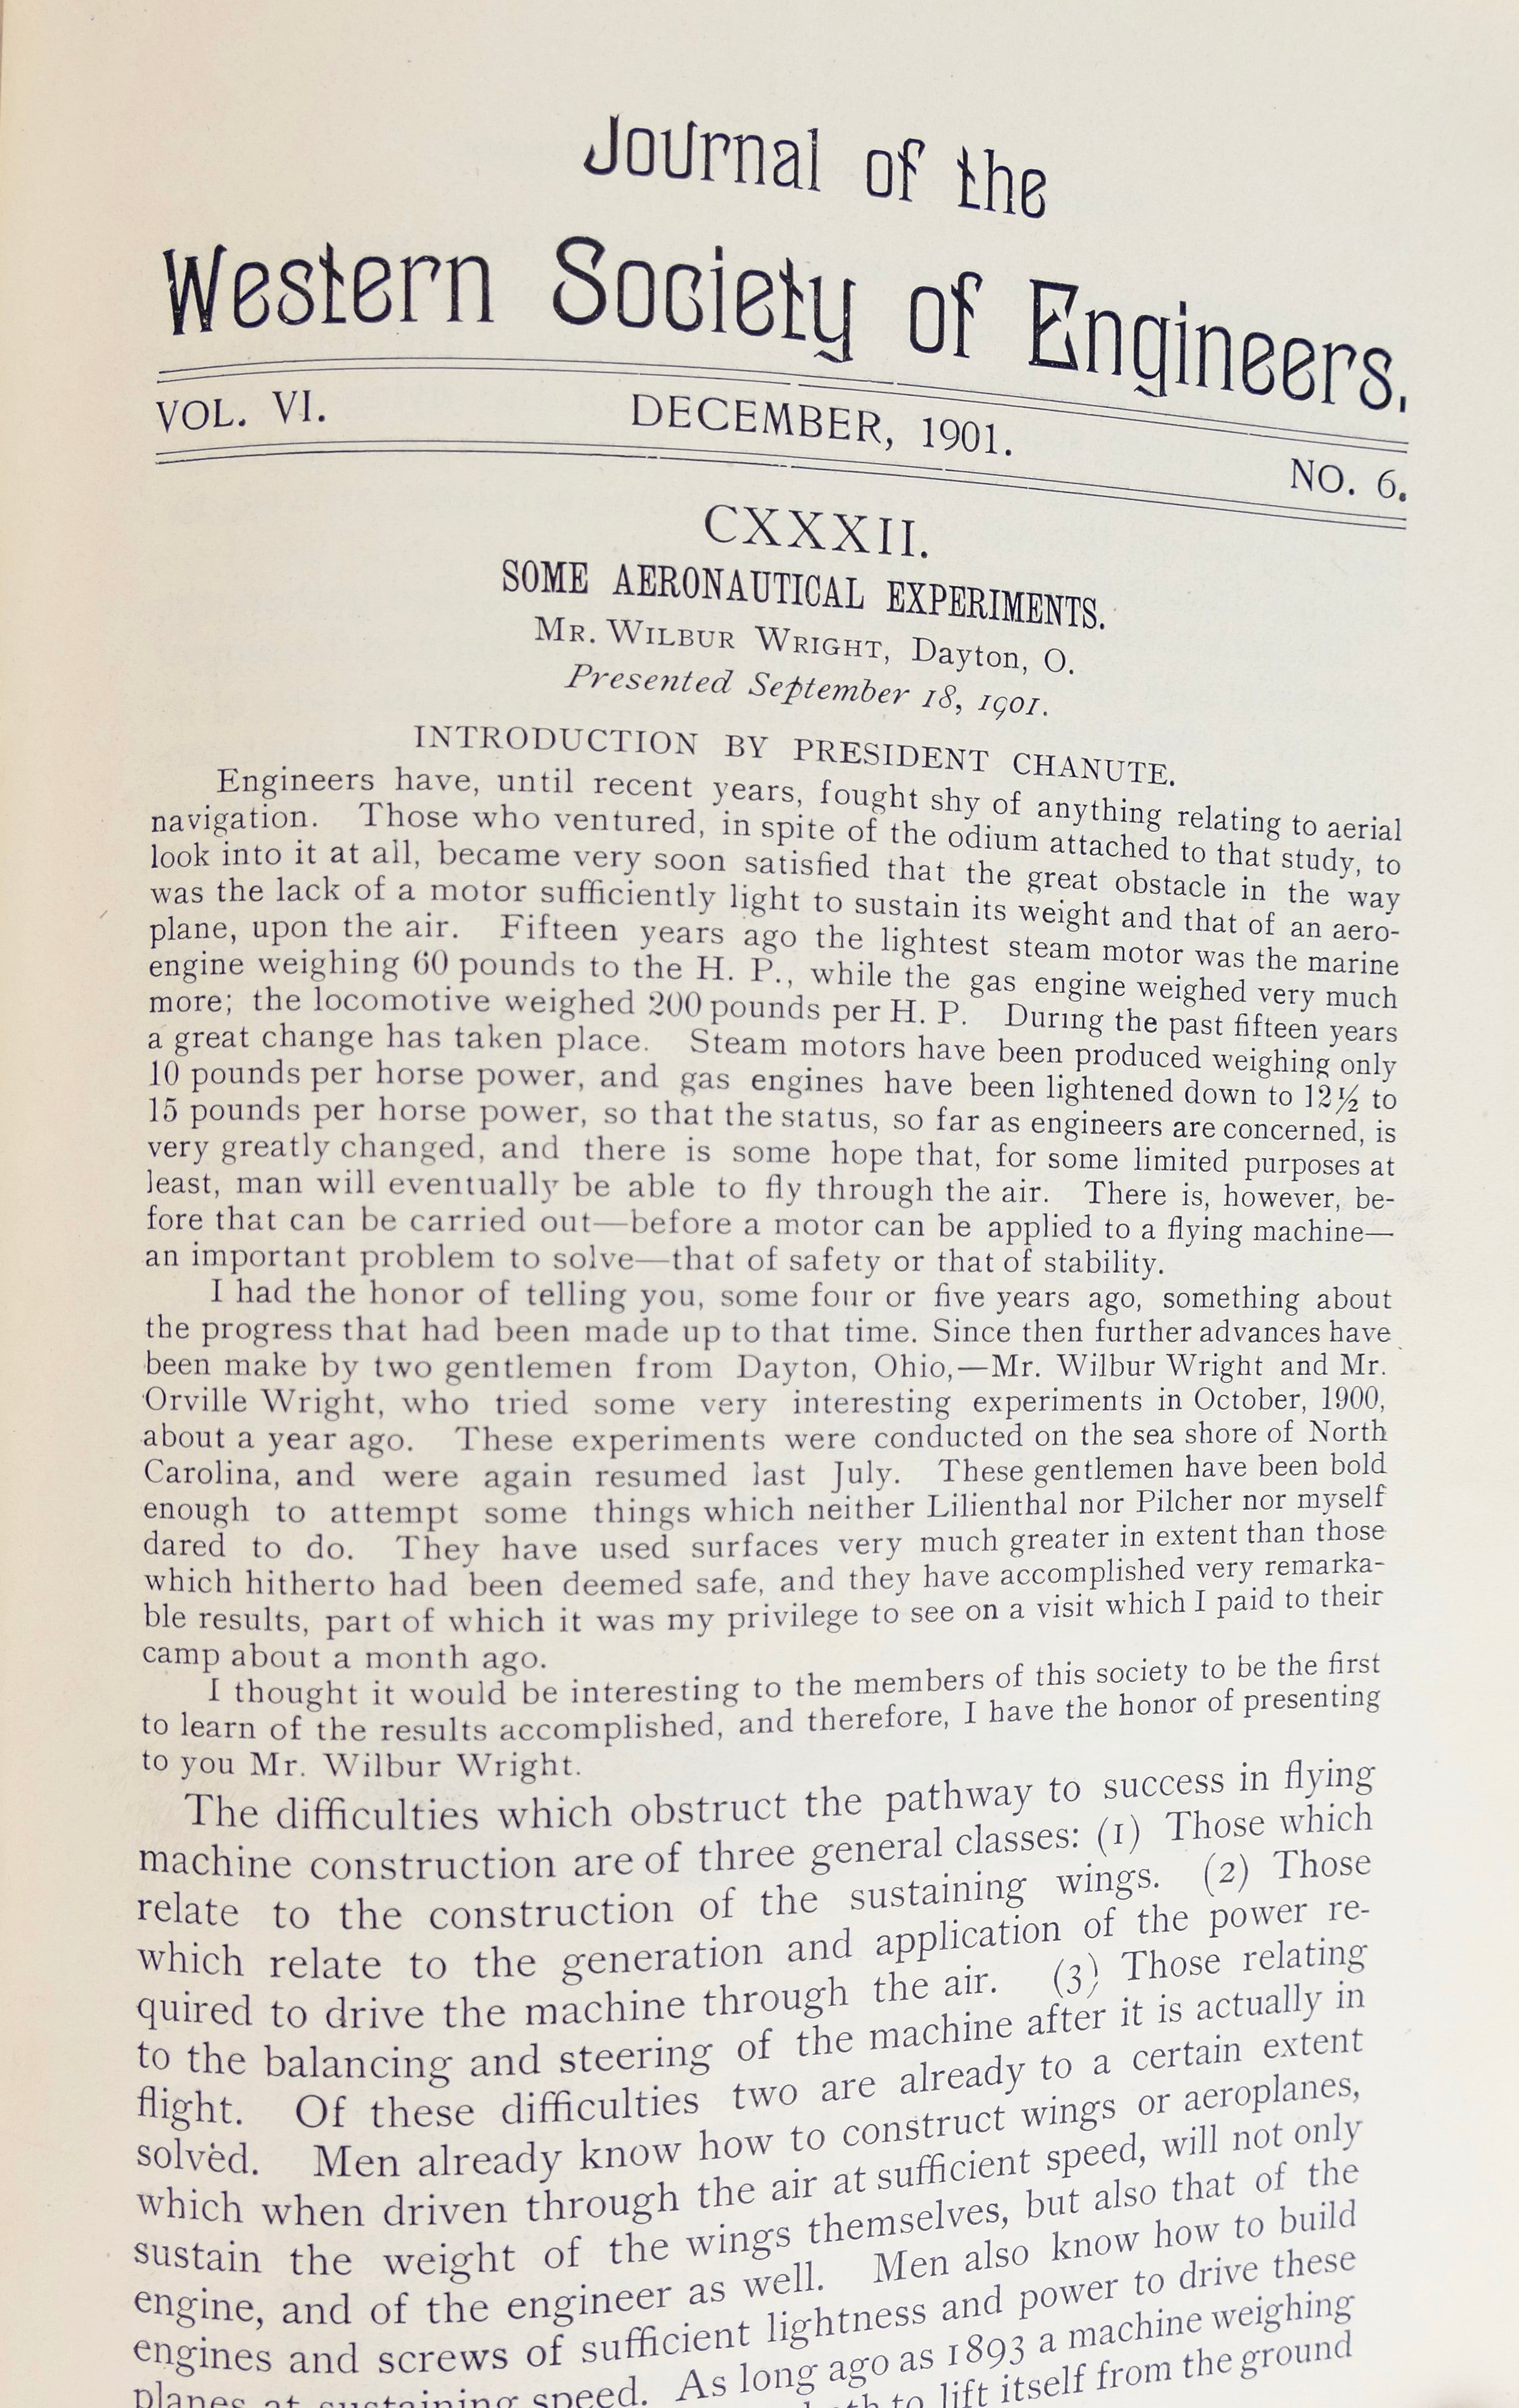 Journal of the
Western Society of Engineers.
VOL. VI. DECEMBER, 1901. NO. 6.
CXXXII.
SOME AERONAUTICAL EXPERIMENTS.
MR. WILBUR WRIGHT, Dayton, O.
Presented September 18, 1901.
INTRODUCTION BY PRESIDENT CHANUTE.
Engineers have, until recent years, fought shy of anything relating to aerial
navigation. Those who ventured, in spite of the odium attached to that study, to
look into it at all, became very soon satisfied that the great obstacle in the way
was the lack of a motor sufficiently light to sustain its weight and that of an aero-
plane, upon the air. Fifteen years ago the lightest steam motor was the marine
engine weighing 60 pounds to the H. P., while the gas engine weighed very much
more; the locomotive weighed 200 pounds per H. P. During the past fifteen years
a great change has taken place. Steam motors have been produced weighing only
10 pounds per horse power, and gas engines have been lightened down to 12½ to
15 pounds per horse power, so that the status, so far as engineers are concerned, is
very greatly changed, and there is some hope that, for some limited purposes at
least, man will eventually be able to fly through the air. There is, however, be-
fore that can be carried out—before a motor can be applied to a flying machine—
an important problem to solve—that of safety or that of stability.
I had the honor of telling you, some four or five years ago, something about
the progress that had been made up to that time. Since then further advances have
been make by two gentlemen from Dayton, Ohio,—Mr. Wilbur Wright and Mr.
Orville Wright, who tried some very interesting experiments in October, 1900,
about a year ago. These experiments were conducted on the sea shore of North
Carolina, and were again resumed last July. These gentlemen have been bold
enough to attempt some things which neither Lilienthal nor Pilcher nor myself
dared to do. They have used surfaces very much greater in extent than those
which hitherto had been deemed safe, and they have accomplished very remarka-
ble results, part of which it was my privilege to see on a visit which I paid to their
camp about a month ago.
I thought it would be interesting to the members of this society to be the first
to learn of the results accomplished, and therefore, I have the honor of presenting
to you Mr. Wilbur Wright.
The difficulties which obstruct the pathway to success in flying
machine construction are of three general classes: (1) Those which
relate to the construction of the sustaining wings. (2) Those
which relate to the generation and application of the power re-
quired to drive the machine through the air. (3) Those relating
to the balancing and steering of the machine after it is actually in
flight. Of these difficulties two are already to a certain extent
solved. Men already know how to construct wings or aeroplanes,
which when driven through the air at sufficient speed, will not only
sustain the weight of the wings themselves, but also that of the
engine, and of the engineer as well. Men also know how to build
engines and screws of sufficient lightness and power to drive these
planes at sustaining speed. As long ago as 1893 a machine weighing
to lift itself from the ground